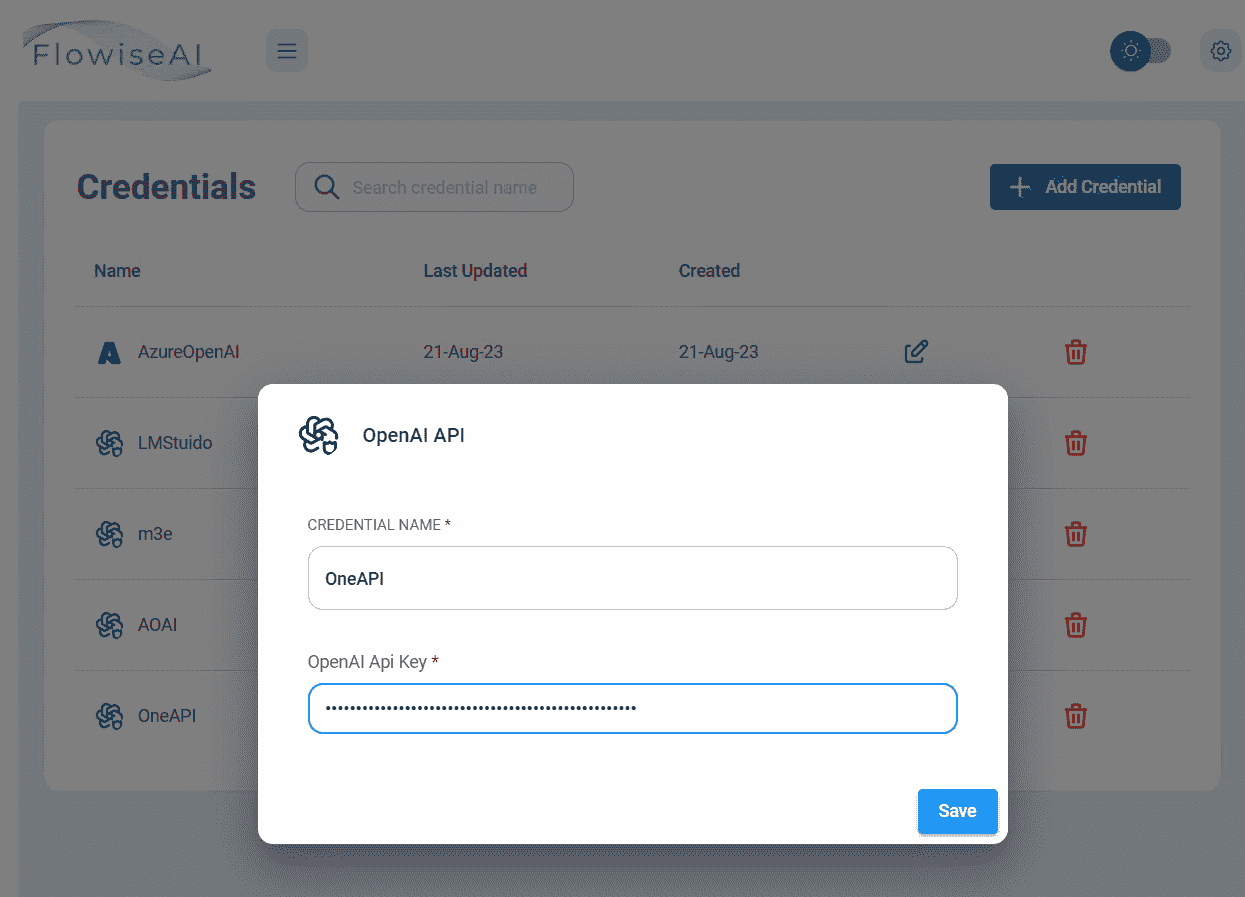 FlowiseAI
Credentials
Search credential name
Add Credential
Name Last Updated Created
AzureOpenAI 21-Aug-23 21-Aug-23
LMStuido
m3e
AOAI
OneAPI
OpenAI API
CREDENTIAL NAME *
OneAPI
OpenAI Api Key *
•••••••••••••••••••••••••••••••••••••••••••••••••••
Save